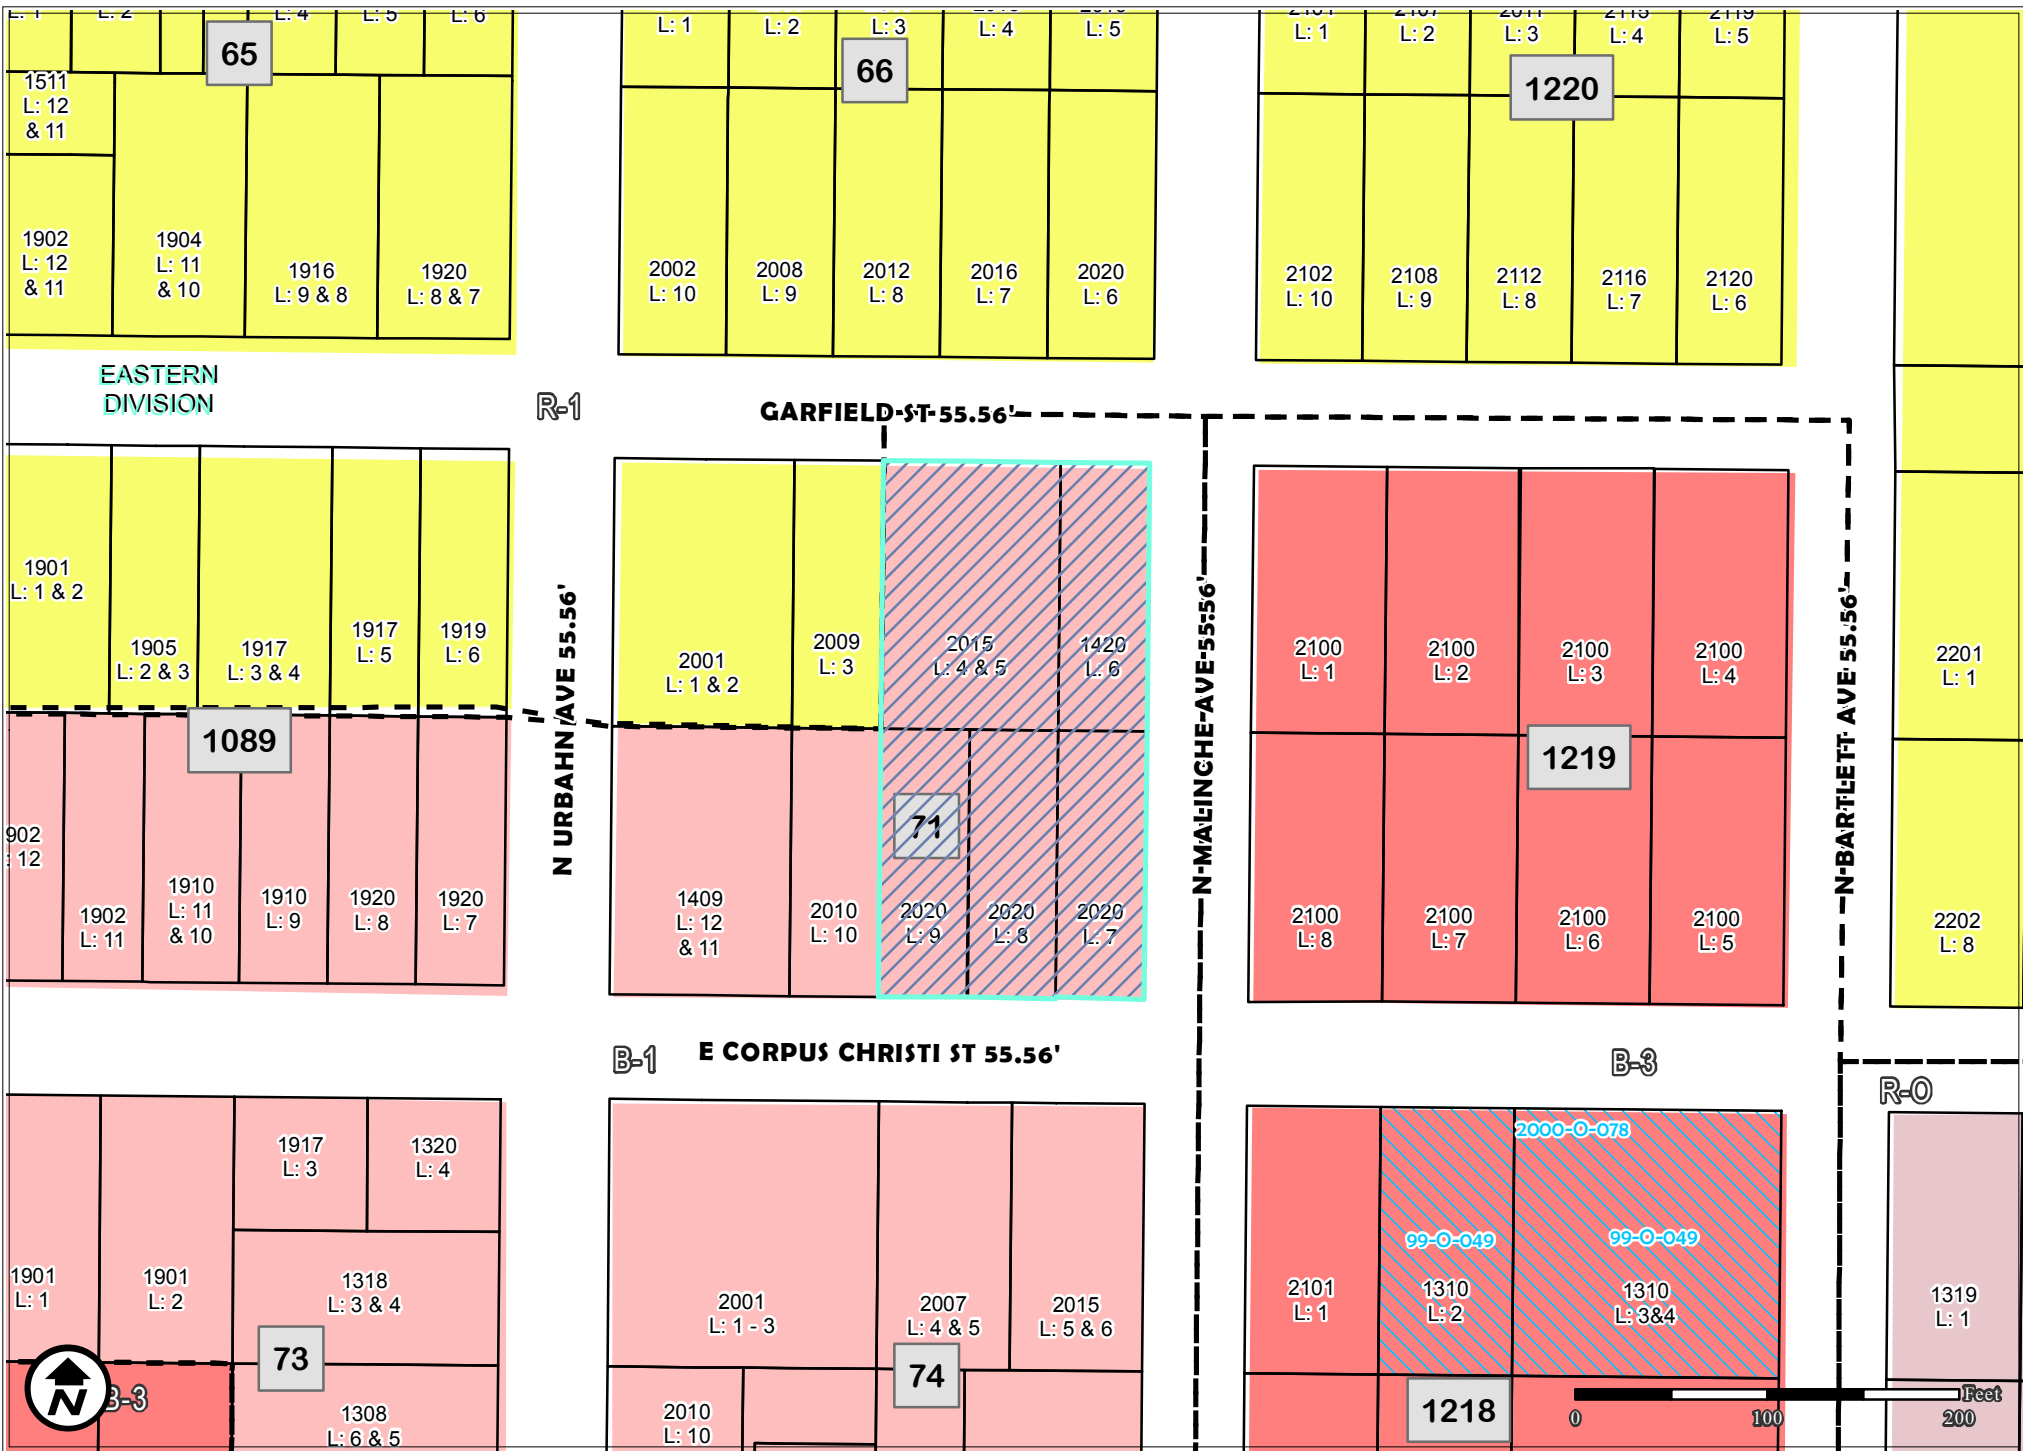 L: 1
L: 2
L: 4
L: 5
L: 6
65
L: 1
L: 2
L: 3
L: 4
L: 5
66
2101
L: 1
2107
L: 2
2011
L: 3
2115
L: 4
2119
L: 5
1220
1511
L: 12
& 11
1902
L: 12
& 11
1904
L: 11
& 10
1916
L: 9 & 8
1920
L: 8 & 7
2002
L: 10
2008
L: 9
2012
L: 8
2016
L: 7
2020
L: 6
2102
L: 10
2108
L: 9
2112
L: 8
2116
L: 7
2120
L: 6
EASTERN
DIVISION
R-1
GARFIELD ST 55.56'
1901
L: 1 & 2
1905
L: 2 & 3
1917
L: 3 & 4
1917
L: 5
1919
L: 6
N URBAHN AVE 55.56'
2001
L: 1 & 2
2009
L: 3
2015
L: 4 & 5
1420
L: 6
N MALINCHE AVE 55.56'
2100
L: 1
2100
L: 2
2100
L: 3
2100
L: 4
N BARTLETT AVE 55.56'
2201
L: 1
1089
71
1219
902
: 12
1902
L: 11
1910
L: 11
& 10
1910
L: 9
1920
L: 8
1920
L: 7
1409
L: 12
& 11
2010
L: 10
2020
L: 9
2020
L: 8
2020
L: 7
2100
L: 8
2100
L: 7
2100
L: 6
2100
L: 5
2202
L: 8
B-1
E CORPUS CHRISTI ST 55.56'
B-3
R-O
1917
L: 3
1320
L: 4
2000-O-078
1901
L: 1
1901
L: 2
1318
L: 3 & 4
2001
L: 1 - 3
2007
L: 4 & 5
2015
L: 5 & 6
2101
L: 1
99-O-049
1310
L: 2
99-O-049
1310
L: 3&4
1319
L: 1
73
74
1218
N
B-3
1308
L: 6 & 5
2010
L: 10
Feet
0
100
200